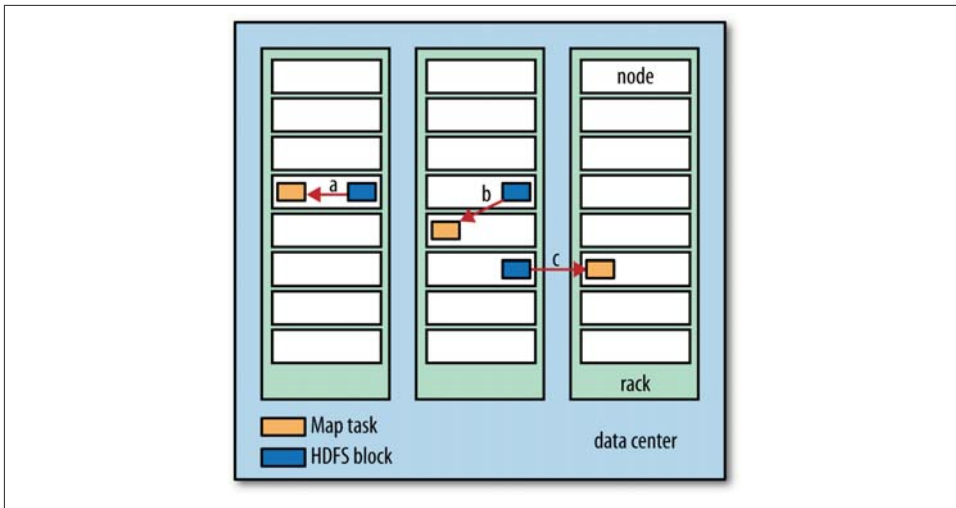 node
a
b
c
rack
Map task
HDFS block
data center